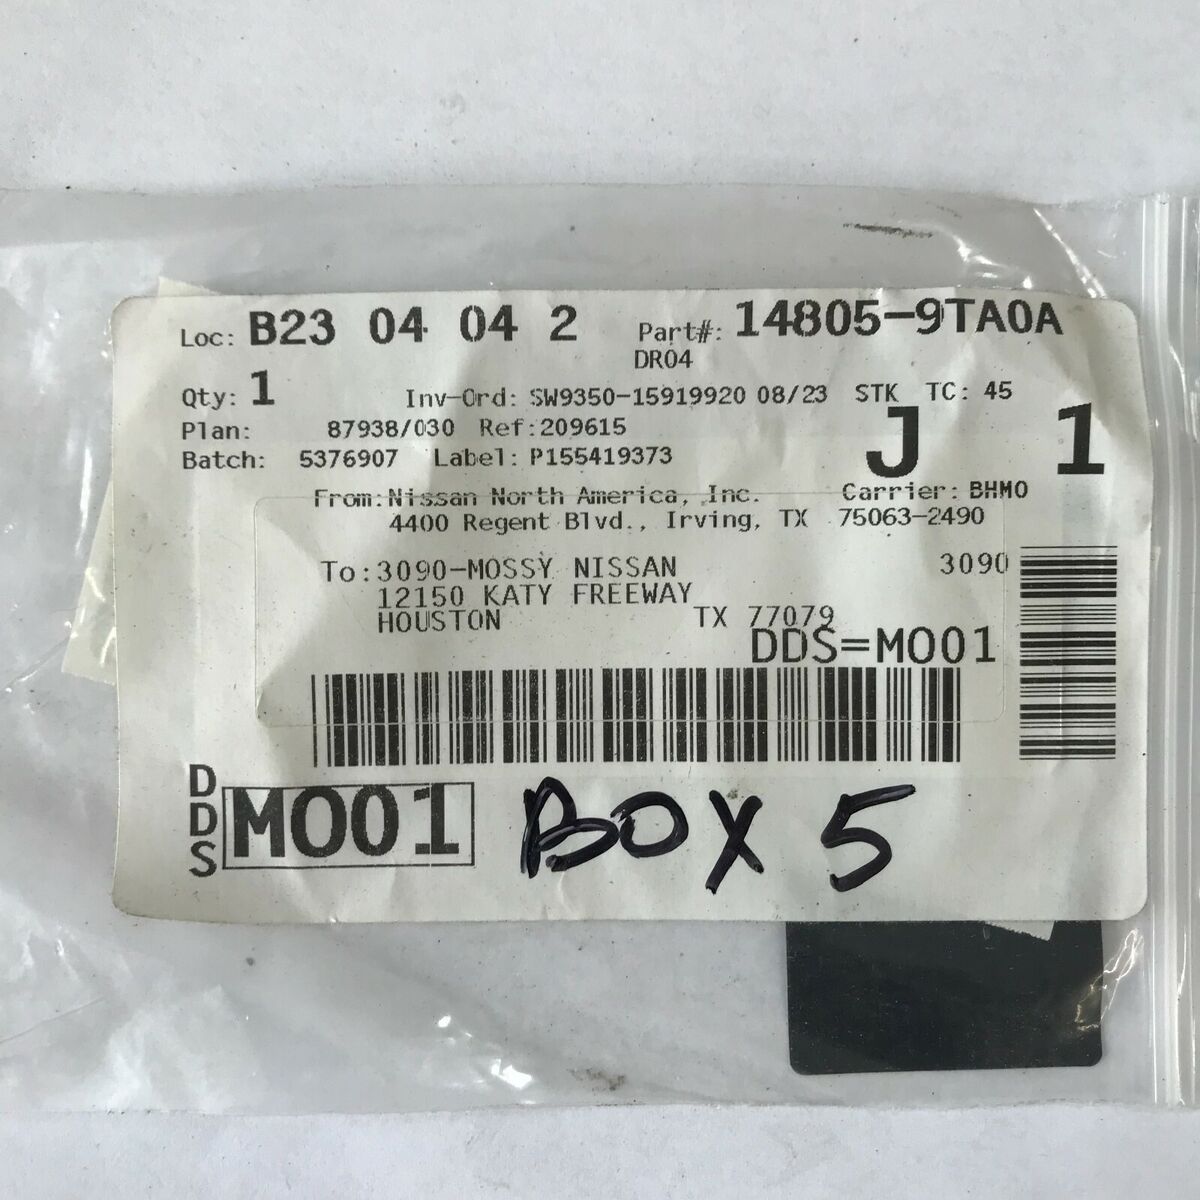 Loc: B23 04 04 2 Part#: 14805-9TA0A
DR04
Qty: 1 Inv-Ord: SW9350-15919920 08/23 STK TC: 45
Plan: 87938/030 Ref:209615 J 1
Batch: 5376907 Label: P155419373
From: Nissan North America, Inc. Carrier: BHMO
4400 Regent Blvd., Irving, TX 75063-2490
To: 3090-MOSSY NISSAN 3090
12150 KATY FREEWAY
HOUSTON TX 77079
DDS=MO01
DDS MO01 BOX 5